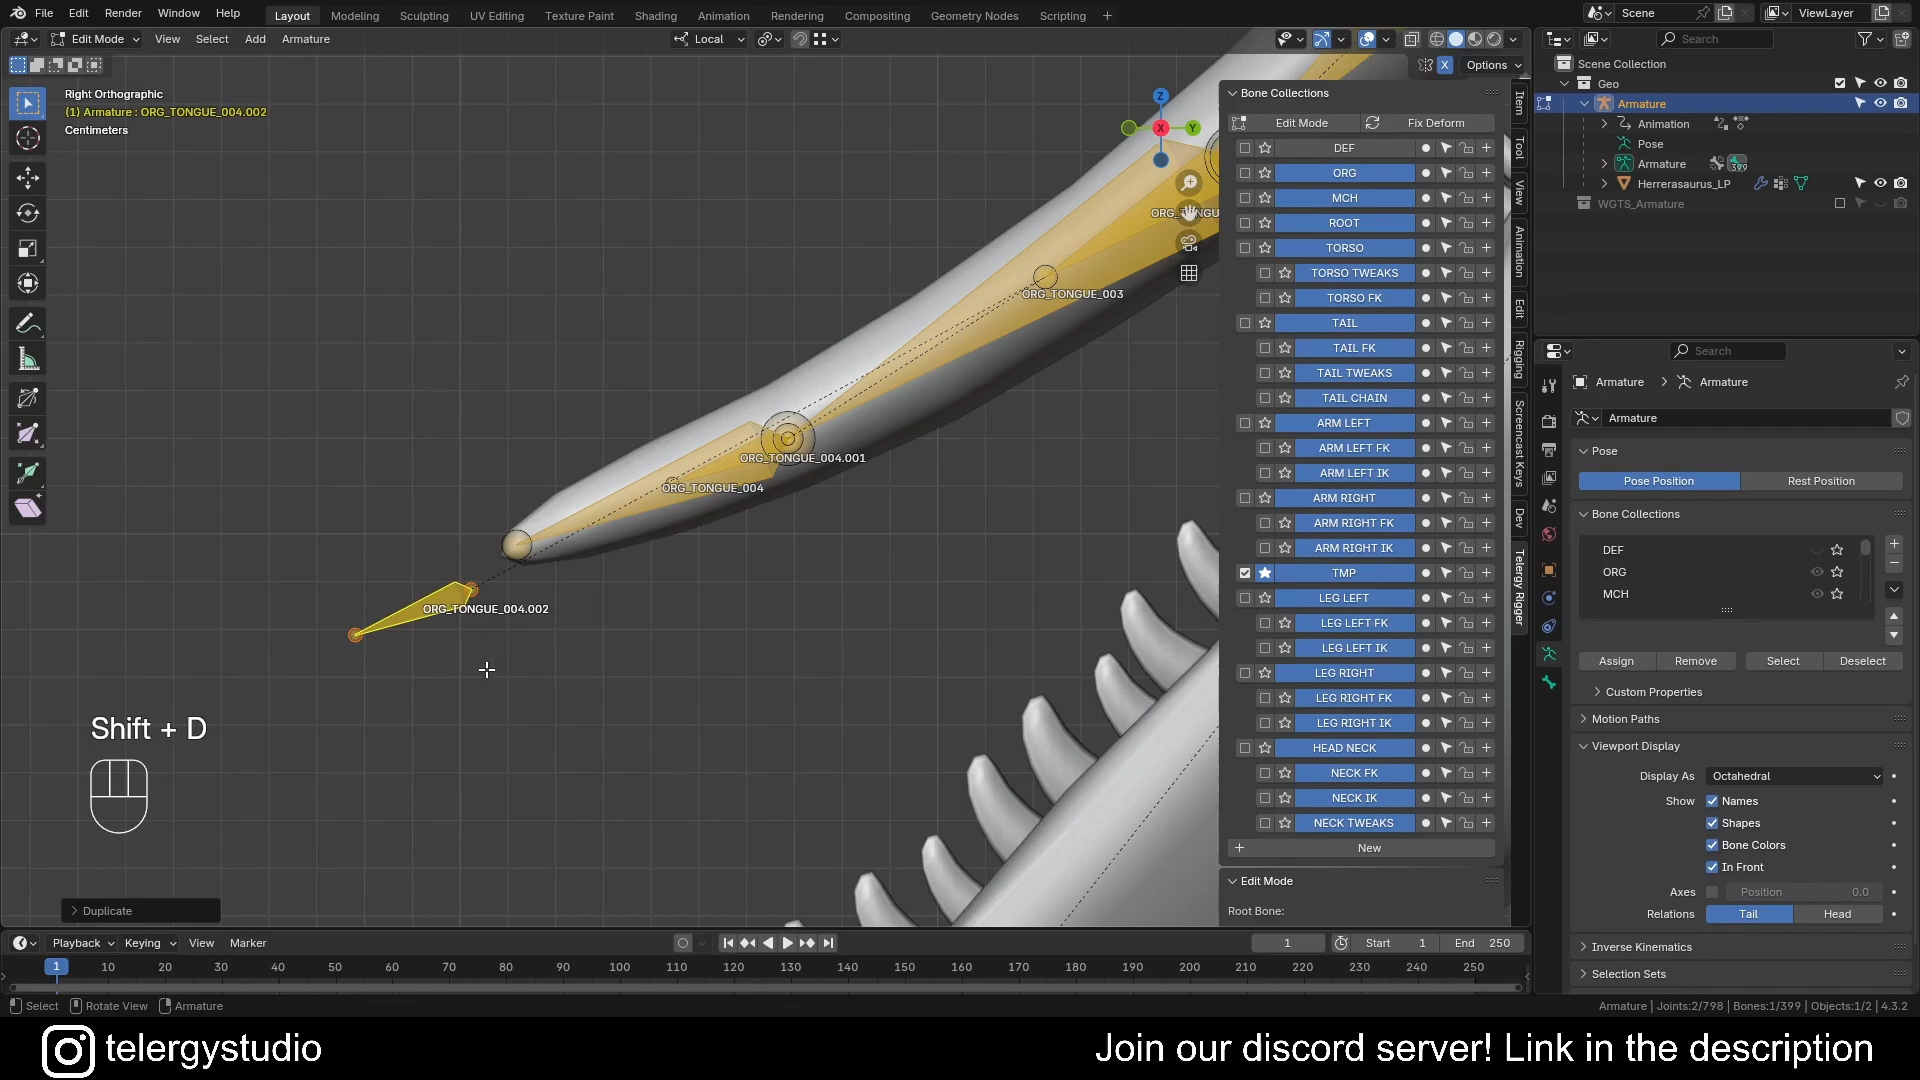 File Edit Render Window Help Layout Modeling Sculpting UV Editing Texture Paint Shading Animation Rendering Compositing Geometry Nodes Scripting + Scene ViewLayer
Edit Mode View Select Add Armature Local Search
Options
Right Orthographic
(1) Armature : ORG_TONGUE_004.002
Centimeters
Z
X
Y
ORG_TONGUE_003
ORG_TONGUE_004.001
ORG_TONGUE_004
ORG_TONGUE_004.002
Shift + D
Duplicate
Bone Collections
Edit Mode Fix Deform
DEF
ORG
MCH
ROOT
TORSO
TORSO TWEAKS
TORSO FK
TAIL
TAIL FK
TAIL TWEAKS
TAIL CHAIN
ARM LEFT
ARM LEFT FK
ARM LEFT IK
ARM RIGHT
ARM RIGHT FK
ARM RIGHT IK
TMP
LEG LEFT
LEG LEFT FK
LEG LEFT IK
LEG RIGHT
LEG RIGHT FK
LEG RIGHT IK
HEAD NECK
NECK FK
NECK IK
NECK TWEAKS
New
Edit Mode
Root Bone:
Item
Tool
View
Animation
Edit
Rigging
Screencast Keys
Dev
Telergy Rigger
Scene Collection
Geo
Armature
Animation
Pose
Armature 399
Herrerasaurus_LP
WGTS_Armature
Search
Armature > Armature
Armature
Pose
Pose Position Rest Position
Bone Collections
DEF
ORG
MCH
Assign Remove Select Deselect
Custom Properties
Motion Paths
Viewport Display
Display As Octahedral
Show Names
Shapes
Bone Colors
In Front
Axes Position 0.0
Relations Tail Head
Inverse Kinematics
Selection Sets
Playback Keying View Marker 1 Start 1 End 250
1 10 20 30 40 50 60 70 80 90 100 110 120 130 140 150 160 170 180 190 200 210 220 230 240 250
Select Rotate View Armature Armature | Joints:2/798 | Bones:1/399 | Objects:1/2 | 4.3.2
telergystudio Join our discord server! Link in the description